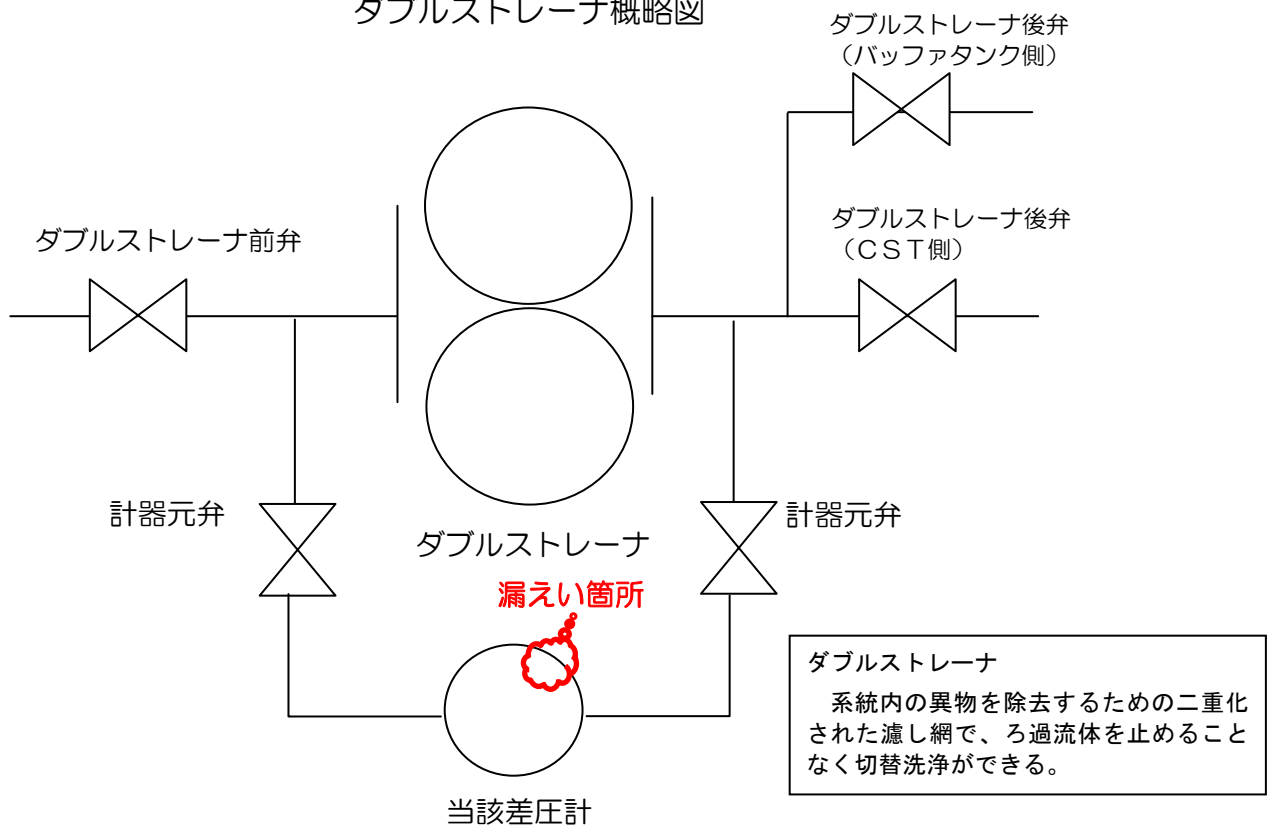 ダブルストレーナ概略図
ダブルストレーナ後弁
（バッファタンク側）
ダブルストレーナ前弁
ダブルストレーナ後弁
（ＣＳＴ側）
計器元弁
計器元弁
ダブルストレーナ
漏えい箇所
当該差圧計
ダブルストレーナ
系統内の異物を除去するための二重化
された濾し網で、ろ過流体を止めること
なく切替洗浄ができる。